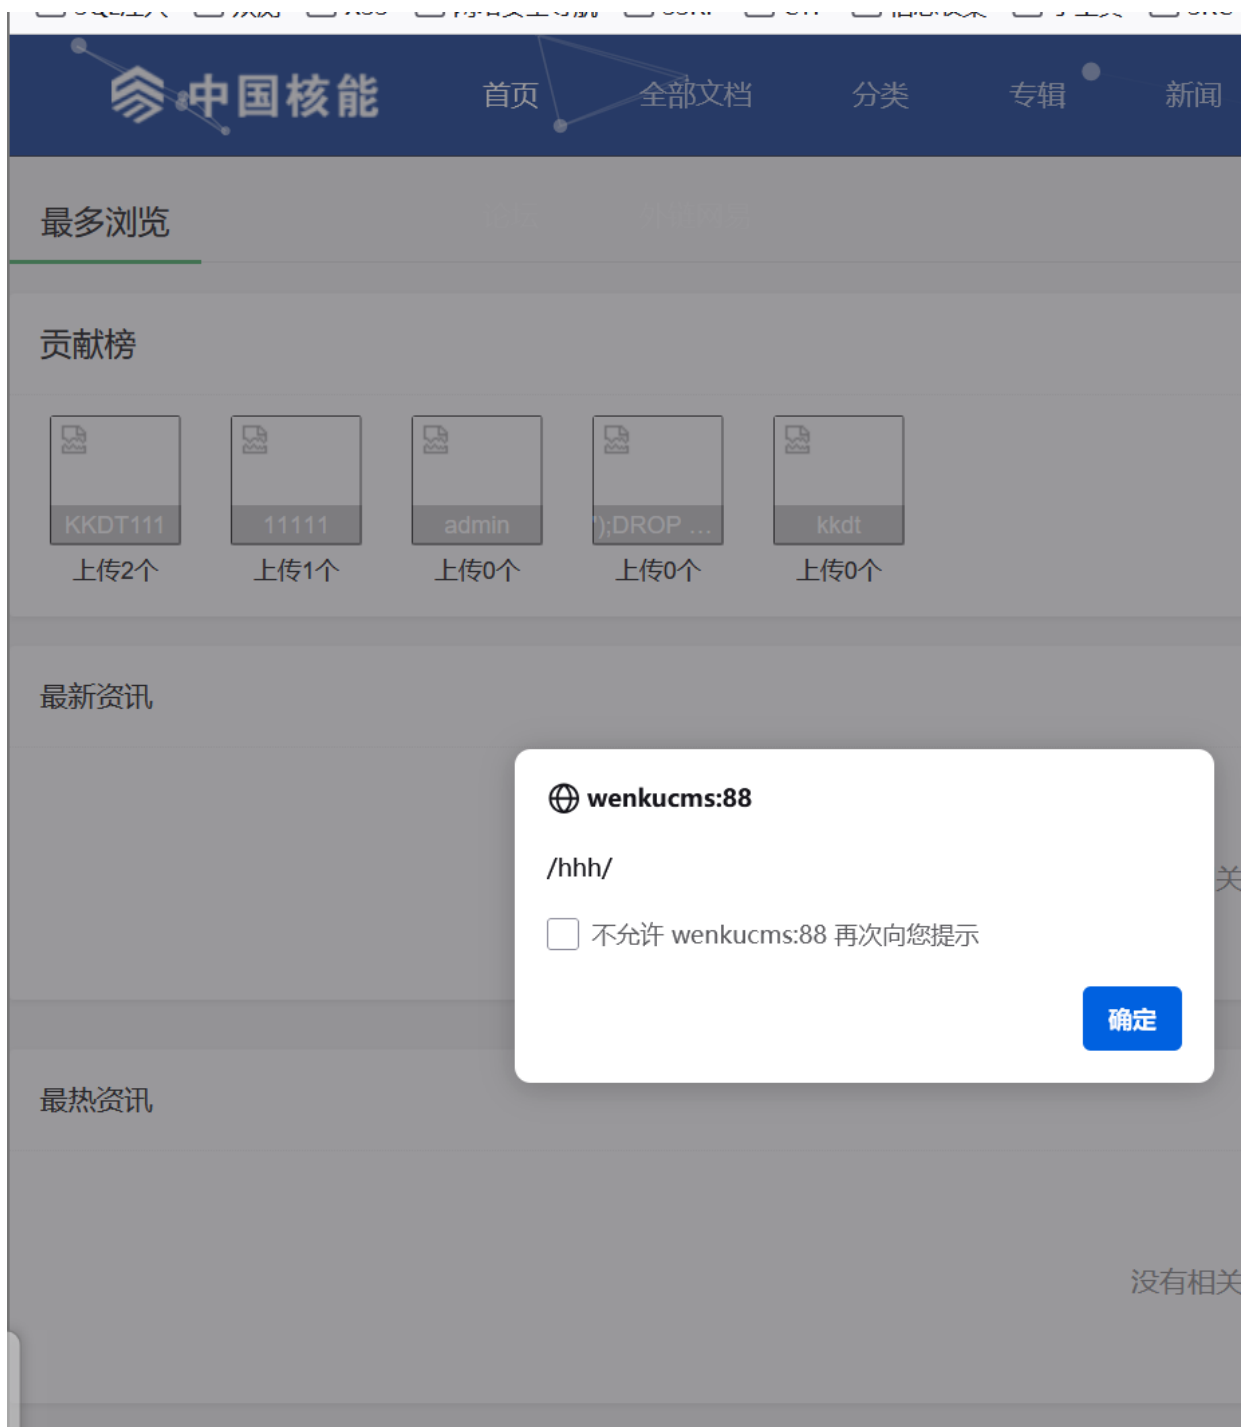 中国核能 首页 全部文档 分类 专辑 新闻
最多浏览
贡献榜
KKDT111 11111 admin ');DROP ... kkdt
上传2个 上传1个 上传0个 上传0个 上传0个
最新资讯
wenkucms:88
/hhh/
关
不允许 wenkucms:88 再次向您提示
确定
最热资讯
没有相关